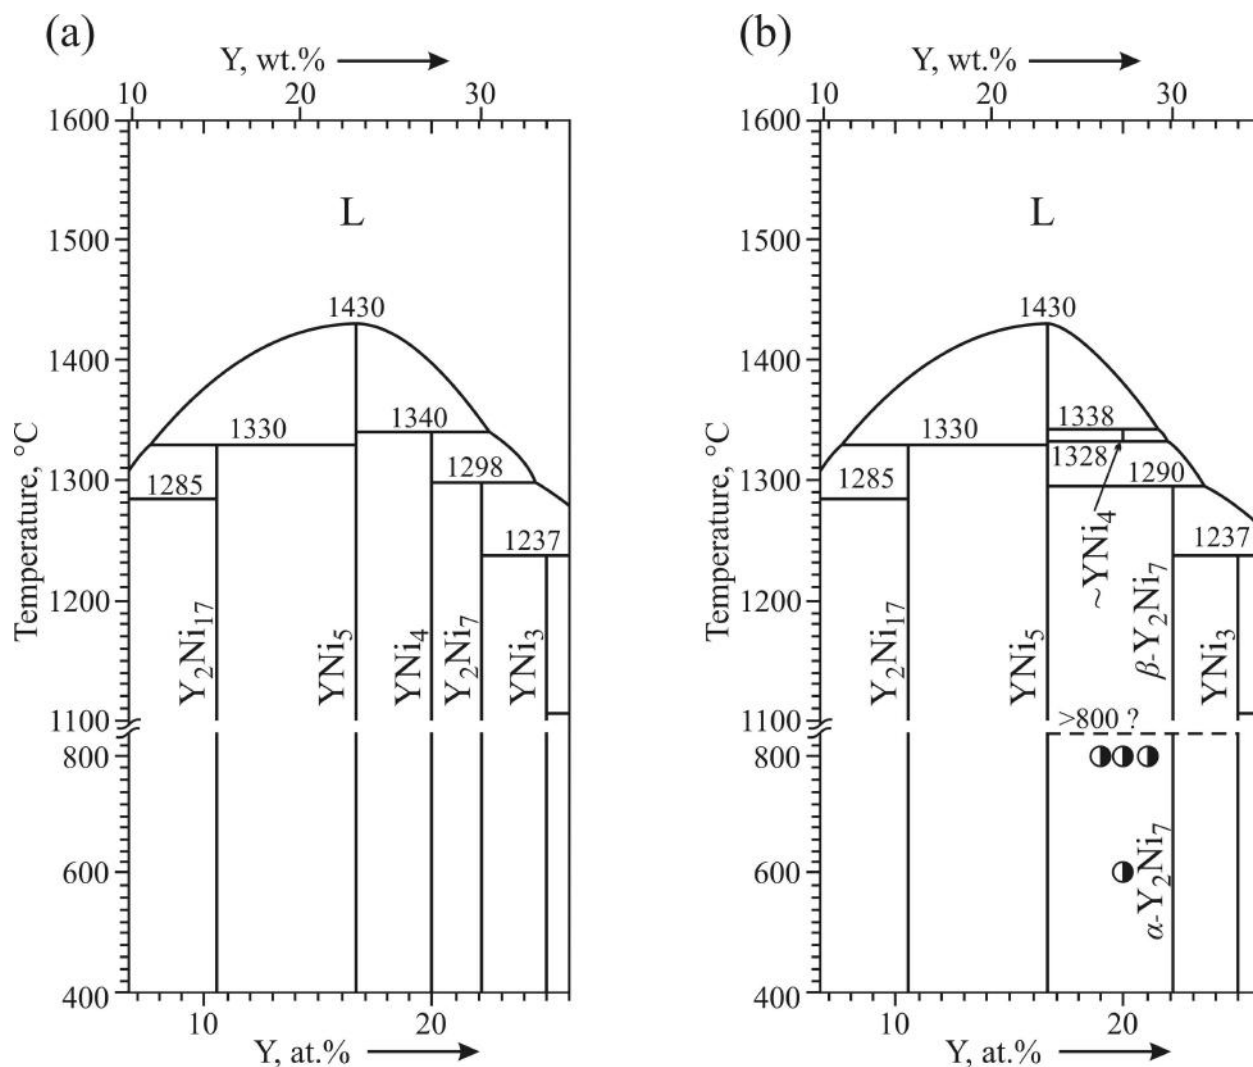 (a)
Y, wt.%
10 20 30
1600
L
1500
1430
1400
1340
1330
1298
1300
1285
1237
1200
Temperature, °C
Y₂Ni₁₇
YNi₅
YNi₄
Y₂Ni₇
YNi₃
1100
800
600
400
10 20
Y, at.%
(b)
Y, wt.%
10 20 30
1600
L
1500
1430
1400
1338
1330
1328
1290
1300
1285
1237
1200
Temperature, °C
Y₂Ni₁₇
YNi₅
~YNi₄
β-Y₂Ni₇
YNi₃
1100
>800 ?
800
α-Y₂Ni₇
600
400
10 20
Y, at.%